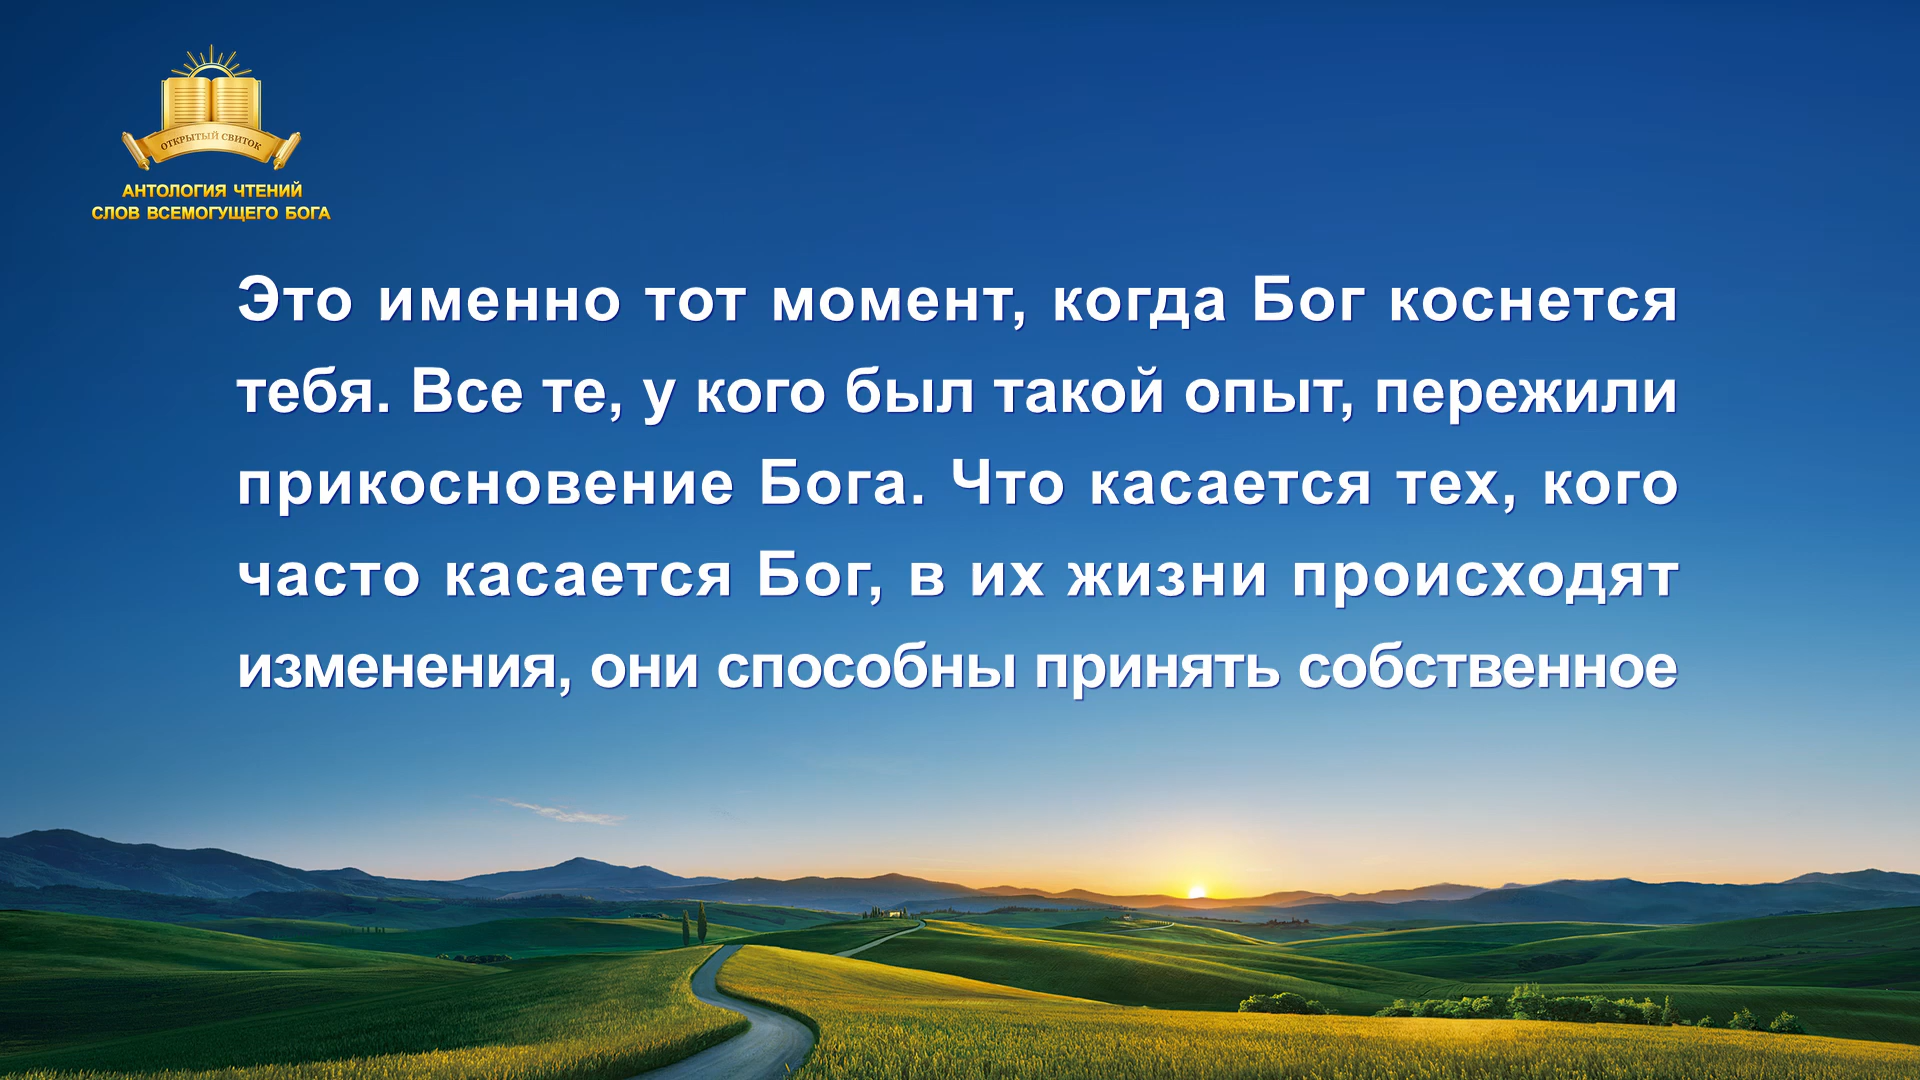 ОТКРЫТЫЙ СВИТОК
АНТОЛОГИЯ ЧТЕНИЙ
СЛОВ ВСЕМОГУЩЕГО БОГА
Это именно тот момент, когда Бог коснется
тебя. Все те, у кого был такой опыт, пережили
прикосновение Бога. Что касается тех, кого
часто касается Бог, в их жизни происходят
изменения, они способны принять собственное